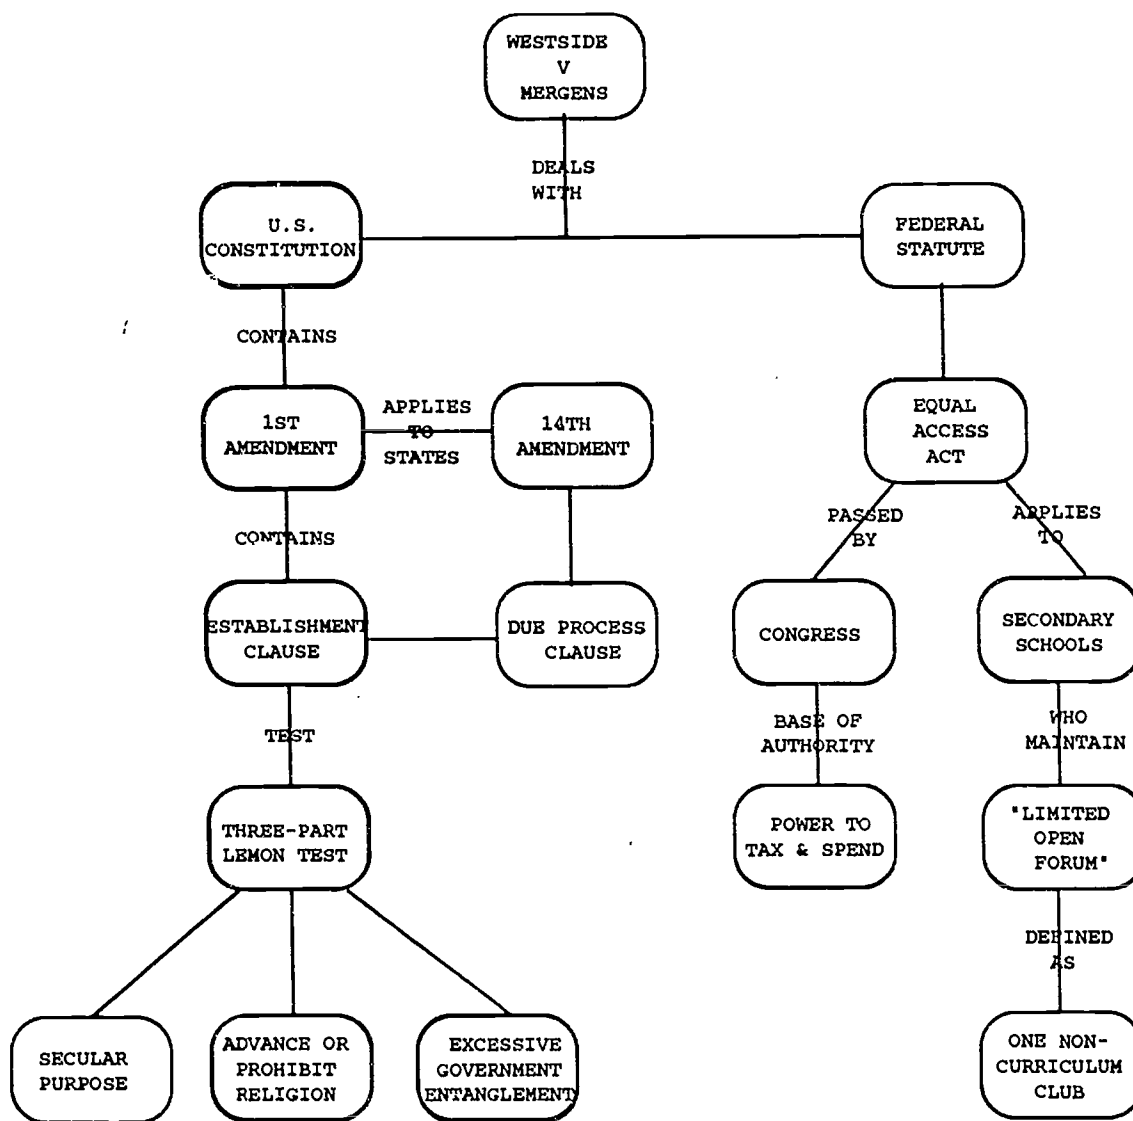 WESTSIDE
V
MERGENS
DEALS
WITH
U.S.
CONSTITUTION
FEDERAL
STATUTE
CONTAINS
1ST
AMENDMENT
APPLIES
TO
STATES
14TH
AMENDMENT
EQUAL
ACCESS
ACT
CONTAINS
PASSED
BY
APPLIES
TO
ESTABLISHMENT
CLAUSE
DUE PROCESS
CLAUSE
CONGRESS
SECONDARY
SCHOOLS
TEST
BASE OF
AUTHORITY
WHO
MAINTAIN
THREE-PART
LEMON TEST
POWER TO
TAX & SPEND
"LIMITED
OPEN
FORUM"
DEFINED
AS
SECULAR
PURPOSE
ADVANCE OR
PROHIBIT
RELIGION
EXCESSIVE
GOVERNMENT
ENTANGLEMENT
ONE NON-
CURRICULUM
CLUB